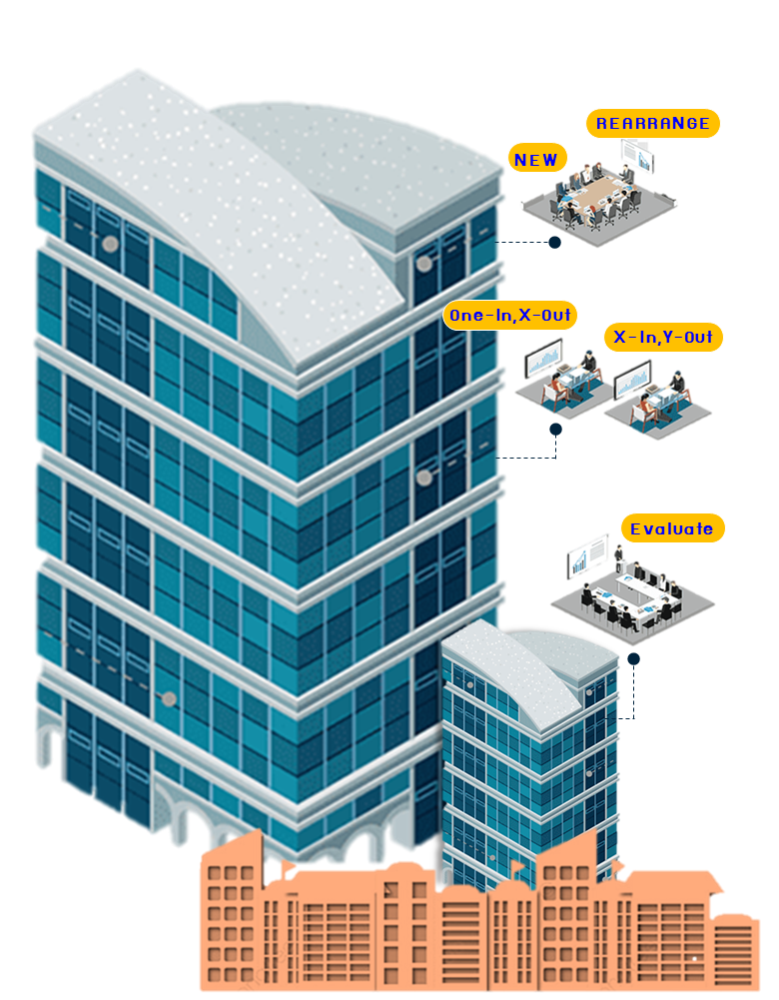 REARRANGE
NEW
One-In,X-Out
X-In,Y-Out
Evaluate